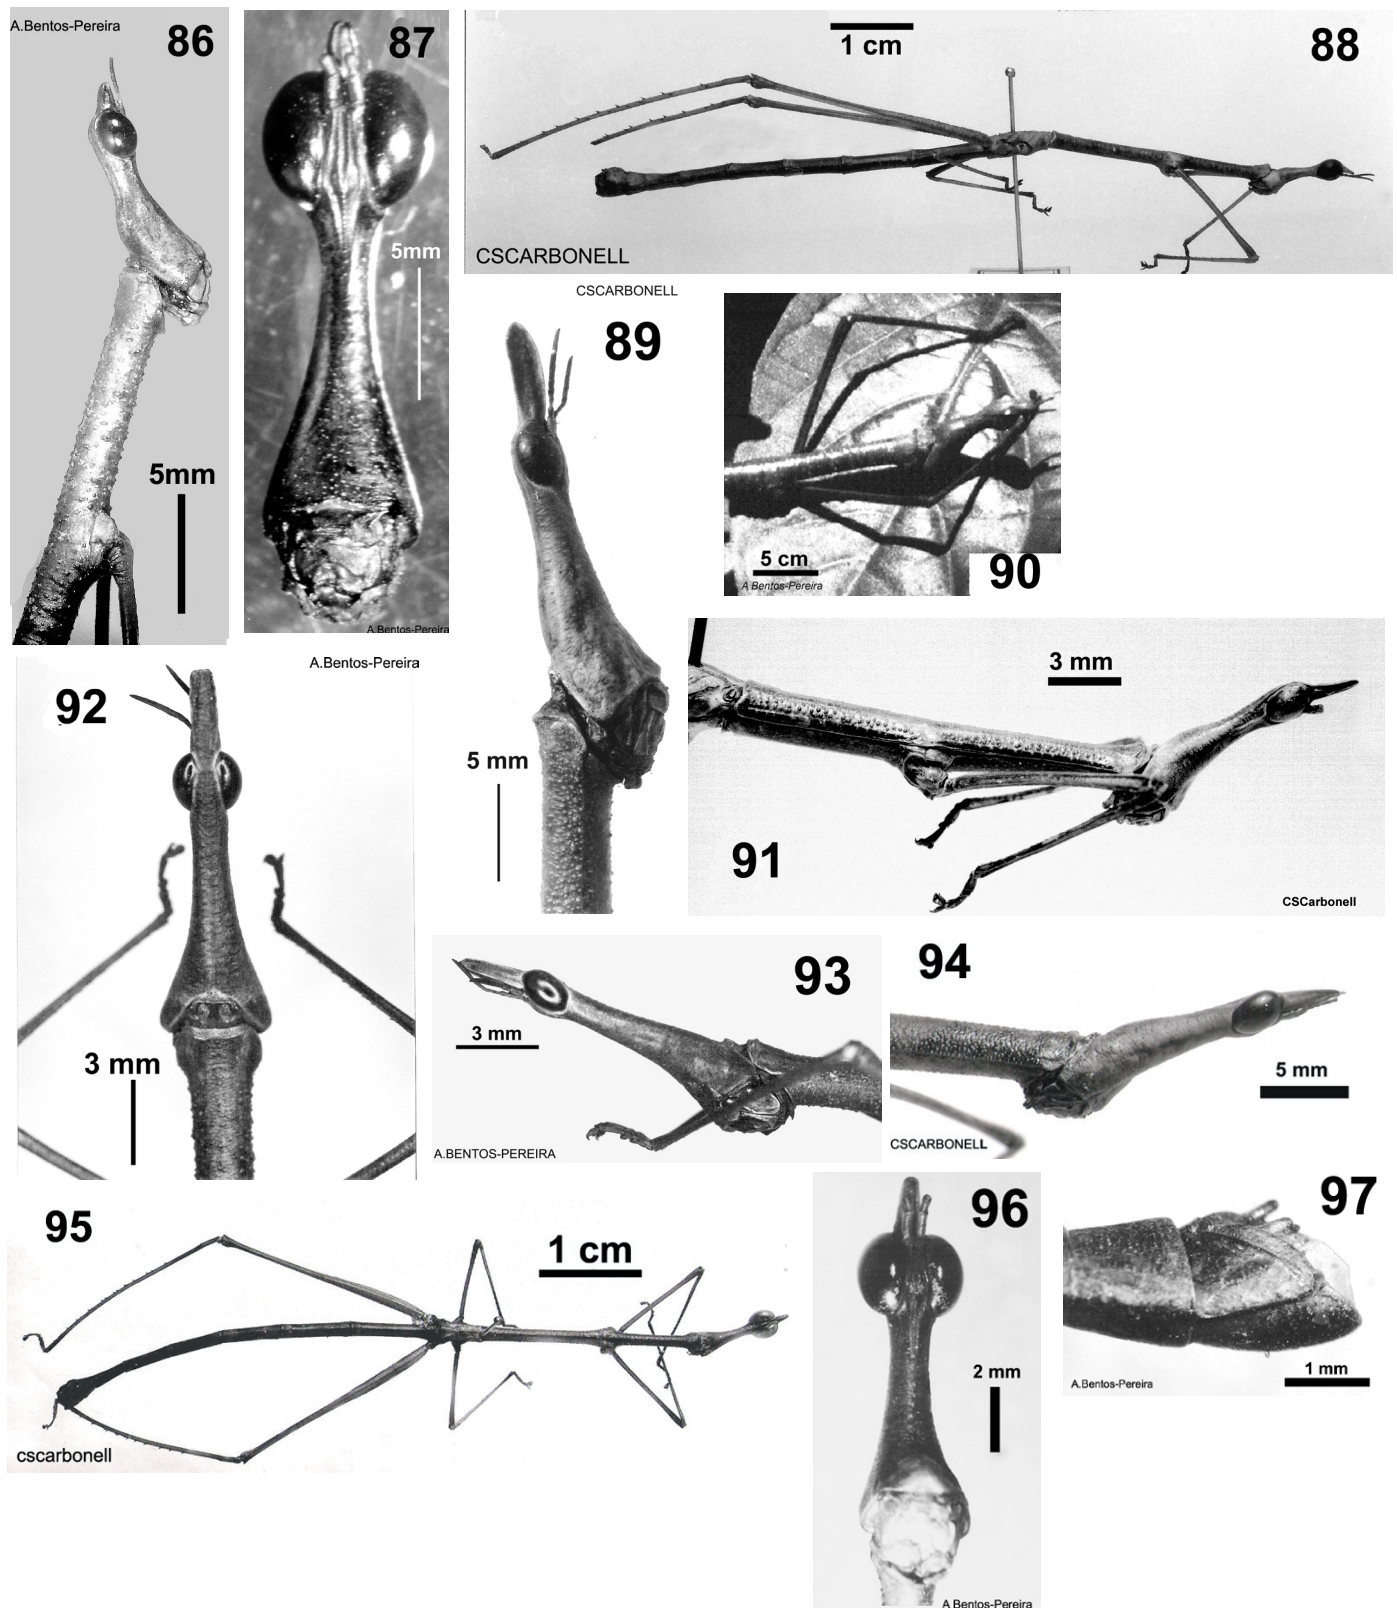 A.Bentos-Pereira
86
5mm
87
5mm
A.Bentos-Pereira
1 cm
88
CSCARBONELL
CSCARBONELL
89
5 mm
5 cm
A Bentos-Pereira
90
3 mm
91
CSCarbonell
A.Bentos-Pereira
92
3 mm
93
3 mm
A.BENTOS-PEREIRA
94
5 mm
CSCARBONELL
95
1 cm
cscarbonell
96
2 mm
A Bentos-Pereira
97
1 mm
A.Bentos-Pereira